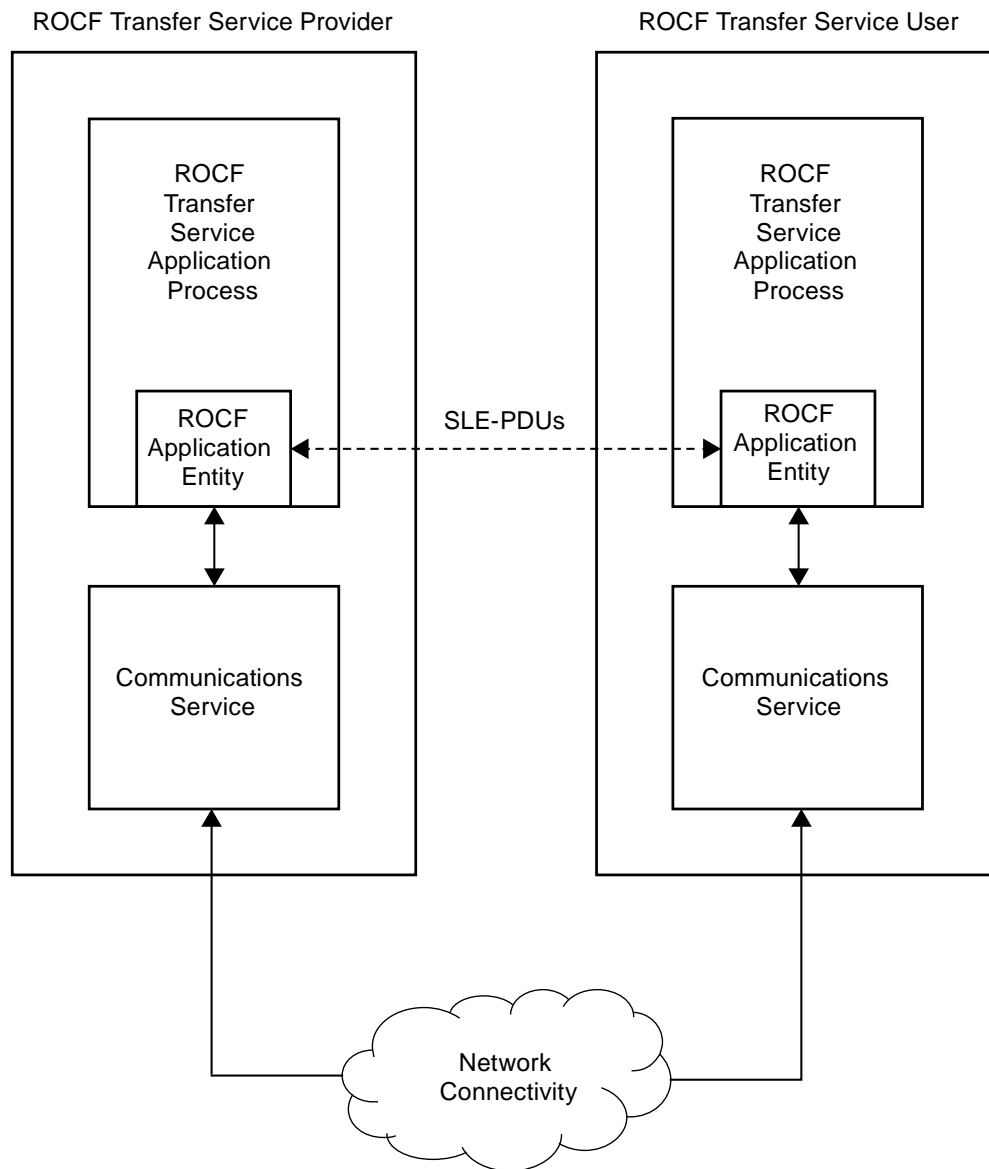 ROCF Transfer Service Provider
ROCF Transfer Service User
ROCF
Transfer
Service
Application
Process
ROCF
Transfer
Service
Application
Process
ROCF
Application
Entity
SLE-PDUs
ROCF
Application
Entity
Communications
Service
Communications
Service
Network
Connectivity